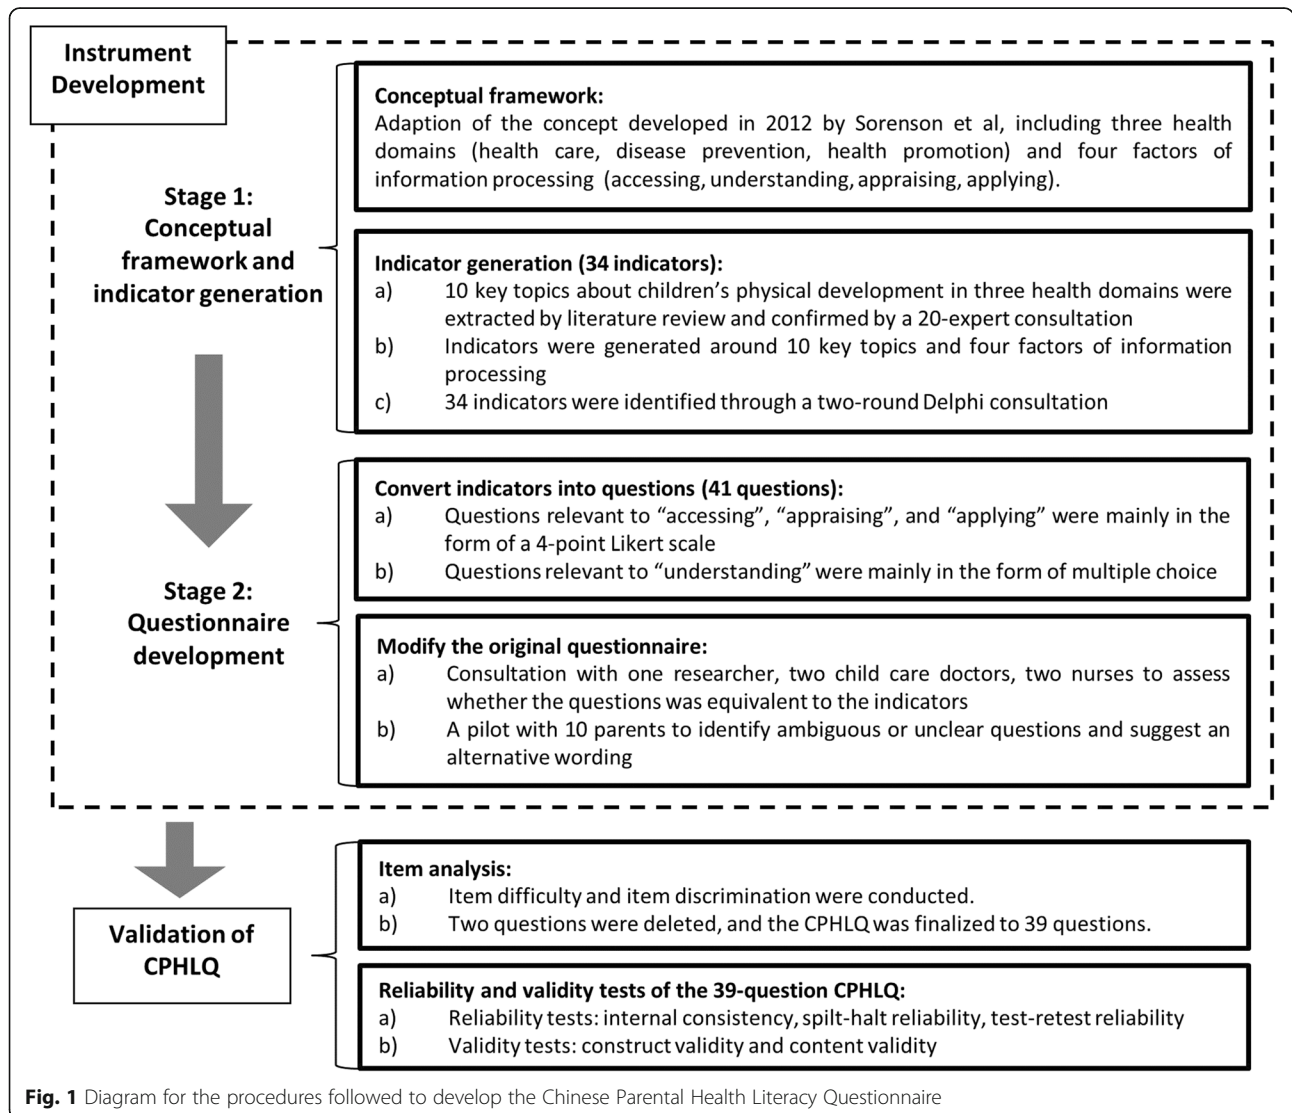 Instrument
Development
Conceptual framework:
Adaption of the concept developed in 2012 by Sorenson et al, including three health
domains (health care, disease prevention, health promotion) and four factors of
information processing (accessing, understanding, appraising, applying).
Stage 1:
Conceptual
framework and
indicator generation
Indicator generation (34 indicators):
a) 10 key topics about children's physical development in three health domains were
extracted by literature review and confirmed by a 20-expert consultation
b) Indicators were generated around 10 key topics and four factors of information
processing
c) 34 indicators were identified through a two-round Delphi consultation
Convert indicators into questions (41 questions):
a) Questions relevant to “accessing”, “appraising”, and “applying” were mainly in the
form of a 4-point Likert scale
b) Questions relevant to “understanding” were mainly in the form of multiple choice
Stage 2:
Questionnaire
development
Modify the original questionnaire:
a) Consultation with one researcher, two child care doctors, two nurses to assess
whether the questions was equivalent to the indicators
b) A pilot with 10 parents to identify ambiguous or unclear questions and suggest an
alternative wording
Validation of
CPHLQ
Item analysis:
a) Item difficulty and item discrimination were conducted.
b) Two questions were deleted, and the CPHLQ was finalized to 39 questions.
Reliability and validity tests of the 39-question CPHLQ:
a) Reliability tests: internal consistency, spilt-halt reliability, test-retest reliability
b) Validity tests: construct validity and content validity
Fig. 1 Diagram for the procedures followed to develop the Chinese Parental Health Literacy Questionnaire